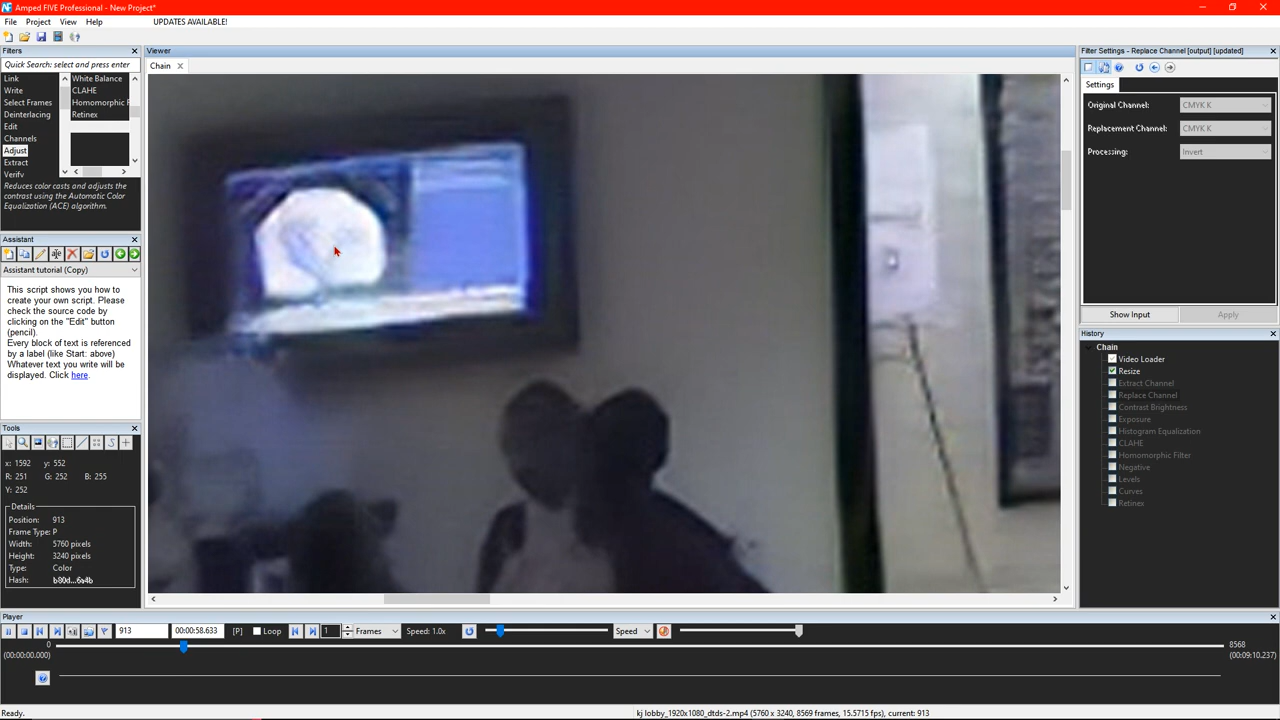 Amped FIVE Professional - New Project*
File Project View Help UPDATES AVAILABLE!
Filters
Quick Search: select and press enter
Link
Write
Select Frames
Deinterlacing
Edit
Channels
Adjust
Extract
Verify
White Balance
CLAHE
Homomorphic F
Retinex
Reduces color casts and adjusts the
contrast using the Automatic Color
Equalization (ACE) algorithm.
Assistant
Assistant tutorial (Copy)
This script shows you how to
create your own script. Please
check the source code by
clicking on the "Edit" button
(pencil).
Every block of text is referenced
by a label (like Start: above)
Whatever text you write will be
displayed. Click here.
Tools
x: 1592 y: 552
R: 251 G: 252 B: 255
Y: 252
Details
Position: 913
Frame Type: P
Width: 5760 pixels
Height: 3240 pixels
Type: Color
Hash: b80d...6a4b
Viewer
Chain
Filter Settings - Replace Channel [output] [updated]
Settings
Original Channel: CMYK K
Replacement Channel: CMYK K
Processing: Invert
Show Input Apply
History
Chain
Video Loader
Resize
Extract Channel
Replace Channel
Contrast Brightness
Exposure
Histogram Equalization
CLAHE
Homomorphic Filter
Negative
Levels
Curves
Retinex
Player
913 00:00:58.633 [P] Loop 1 Frames Speed: 1.0x Speed
0 8568
(00:00:00.000) (00:09:10.237)
Ready. kj lobby_1920x1080_dtds-2.mp4 (5760 x 3240, 8569 frames, 15.5715 fps), current: 913